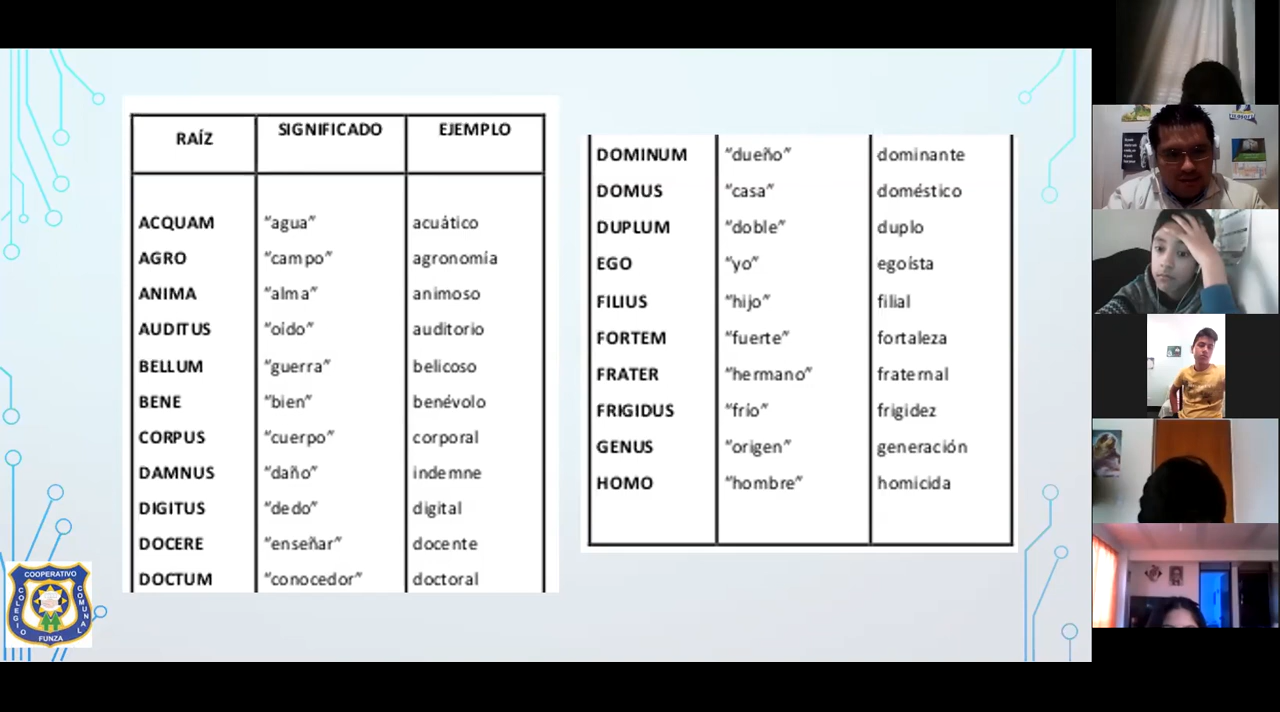 RAÍZ SIGNIFICADO EJEMPLO
ACQUAM "agua" acuático
AGRO "campo" agronomía
ANIMA "alma" animoso
AUDITUS "oído" auditorio
BELLUM "guerra" belicoso
BENE "bien" benévolo
CORPUS "cuerpo" corporal
DAMNUS "daño" indemne
DIGITUS "dedo" digital
DOCERE "enseñar" docente
DOCTUM "conocedor" doctoral
DOMINUM "dueño" dominante
DOMUS "casa" doméstico
DUPLUM "doble" duplo
EGO "yo" egoísta
FILIUS "hijo" filial
FORTEM "fuerte" fortaleza
FRATER "hermano" fraternal
FRIGIDUS "frío" frigidez
GENUS "origen" generación
HOMO "hombre" homicida
COOPERATIVO
COLEGIO
COMUNAL
FUNZA